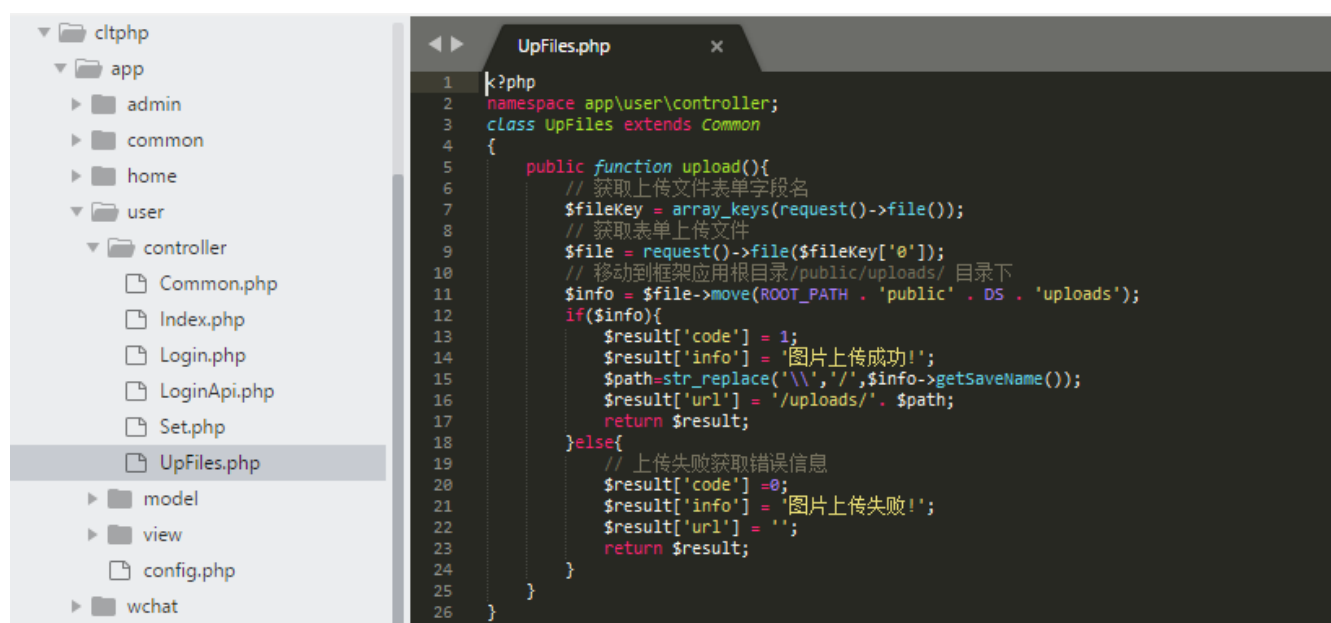 cltphp
app
admin
common
home
user
controller
Common.php
Index.php
Login.php
LoginApi.php
Set.php
UpFiles.php
model
view
config.php
wchat
UpFiles.php ×
1 <?php
2 namespace app\user\controller;
3 class UpFiles extends Common
4 {
5 public function upload(){
6 // 获取上传文件表单字段名
7 $fileKey = array_keys(request()->file());
8 // 获取表单上传文件
9 $file = request()->file($fileKey['0']);
10 // 移动到框架应用根目录/public/uploads/ 目录下
11 $info = $file->move(ROOT_PATH . 'public' . DS . 'uploads');
12 if($info){
13 $result['code'] = 1;
14 $result['info'] = '图片上传成功!';
15 $path=str_replace('\\','/',$info->getSaveName());
16 $result['url'] = '/uploads/'. $path;
17 return $result;
18 }else{
19 // 上传失败获取错误信息
20 $result['code'] =0;
21 $result['info'] = '图片上传失败!';
22 $result['url'] = '';
23 return $result;
24 }
25 }
26 }